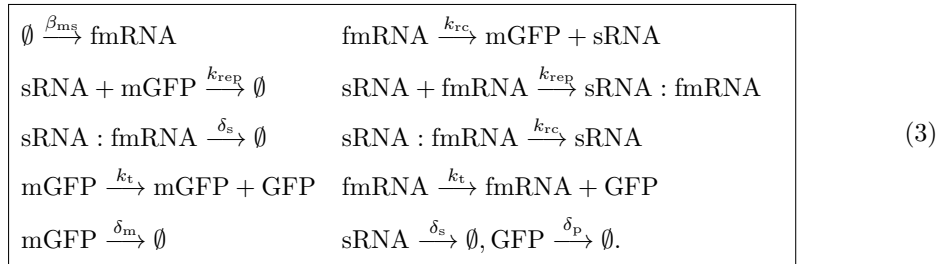 ∅ —β_ms→ fmRNA    fmRNA —k_rc→ mGFP + sRNA
sRNA + mGFP —k_rep→ ∅    sRNA + fmRNA —k_rep→ sRNA : fmRNA
sRNA : fmRNA —δ_s→ ∅    sRNA : fmRNA —k_rc→ sRNA
mGFP —k_t→ mGFP + GFP    fmRNA —k_t→ fmRNA + GFP
mGFP —δ_m→ ∅    sRNA —δ_s→ ∅, GFP —δ_p→ ∅.
(3)